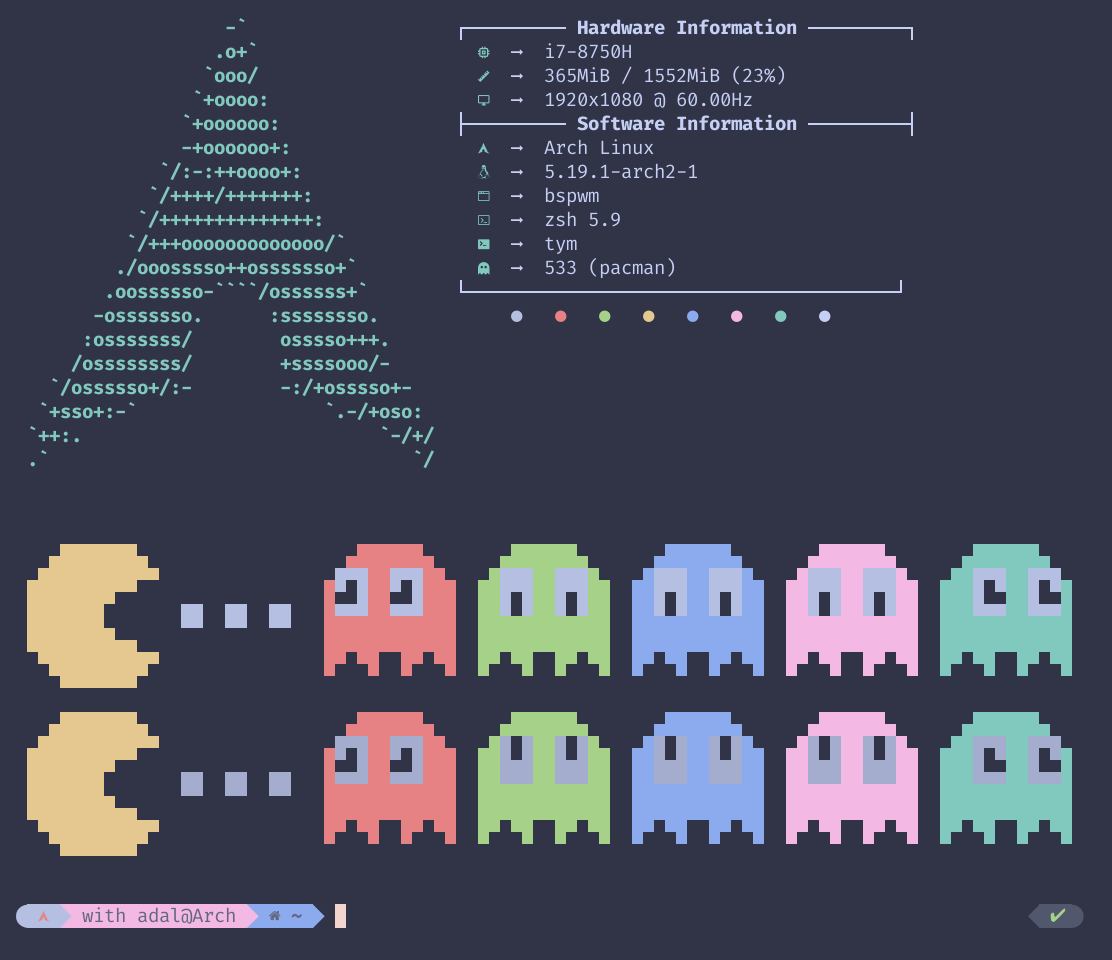 Hardware Information
→ i7-8750H
→ 365MiB / 1552MiB (23%)
→ 1920x1080 @ 60.00Hz
Software Information
→ Arch Linux
→ 5.19.1-arch2-1
→ bspwm
→ zsh 5.9
→ tym
→ 533 (pacman)
with adal@Arch ~ ✔